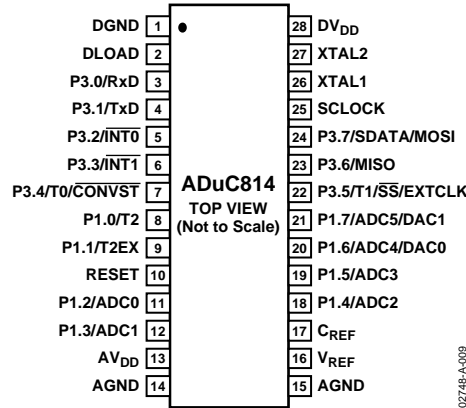 DGND 1 28 DVDD
DLOAD 2 27 XTAL2
P3.0/RxD 3 26 XTAL1
P3.1/TxD 4 25 SCLOCK
P3.2/I̅N̅T̅0̅ 5 24 P3.7/SDATA/MOSI
P3.3/I̅N̅T̅1̅ 6 23 P3.6/MISO
P3.4/T0/C̅O̅N̅V̅S̅T̅ 7 ADuC814 22 P3.5/T1/S̅S̅/EXTCLK
TOP VIEW
P1.0/T2 8 (Not to Scale) 21 P1.7/ADC5/DAC1
P1.1/T2EX 9 20 P1.6/ADC4/DAC0
RESET 10 19 P1.5/ADC3
P1.2/ADC0 11 18 P1.4/ADC2
P1.3/ADC1 12 17 CREF
AVDD 13 16 VREF
AGND 14 15 AGND
02748-A-009